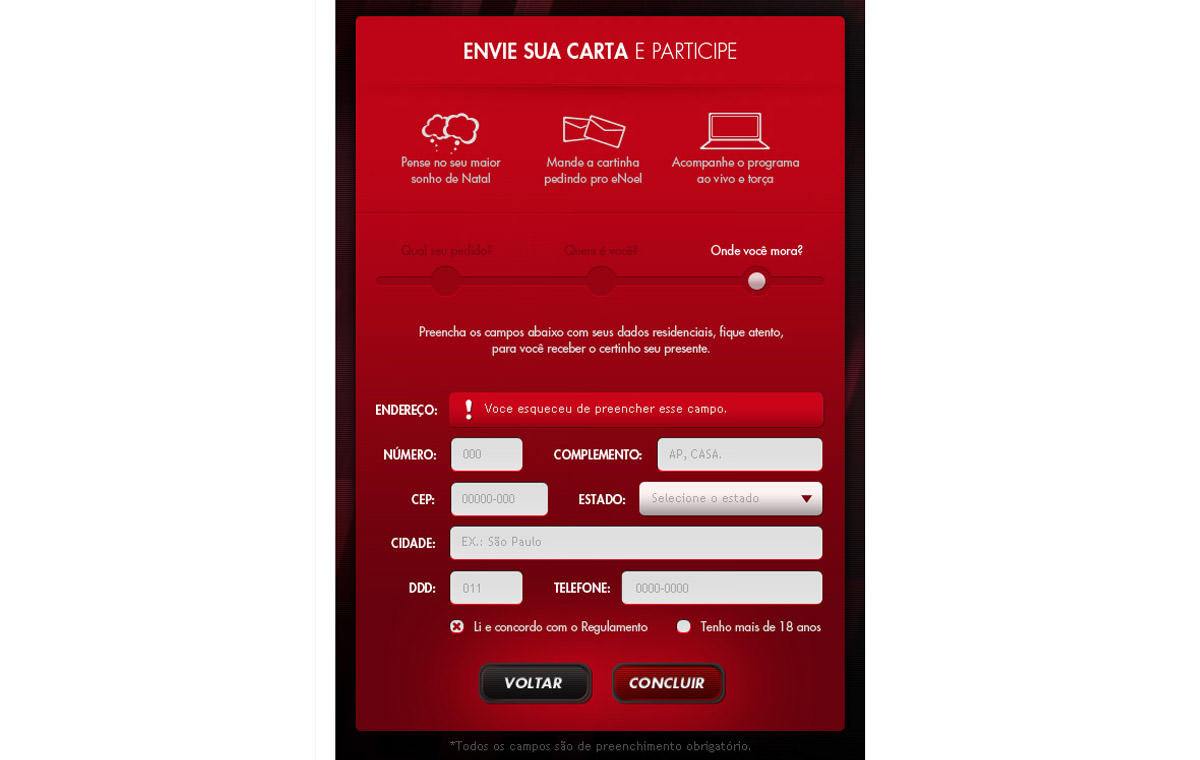 ENVIE SUA CARTA E PARTICIPE
Pense no seu maior
sonho de Natal
Mande a cartinha
pedindo pro eNoel
Acompanhe o programa
ao vivo e torça
Qual seu pedido?
Quem é você?
Onde você mora?
Preencha os campos abaixo com seus dados residenciais, fique atento,
para você receber o certinho seu presente.
ENDEREÇO: Voce esqueceu de preencher esse campo.
NÚMERO: 000 COMPLEMENTO: AP, CASA.
CEP: 00000-000 ESTADO: Selecione o estado
CIDADE: EX.: São Paulo
DDD: 011 TELEFONE: 0000-0000
Li e concordo com o Regulamento Tenho mais de 18 anos
VOLTAR CONCLUIR
*Todos os campos são de preenchimento obrigatório.